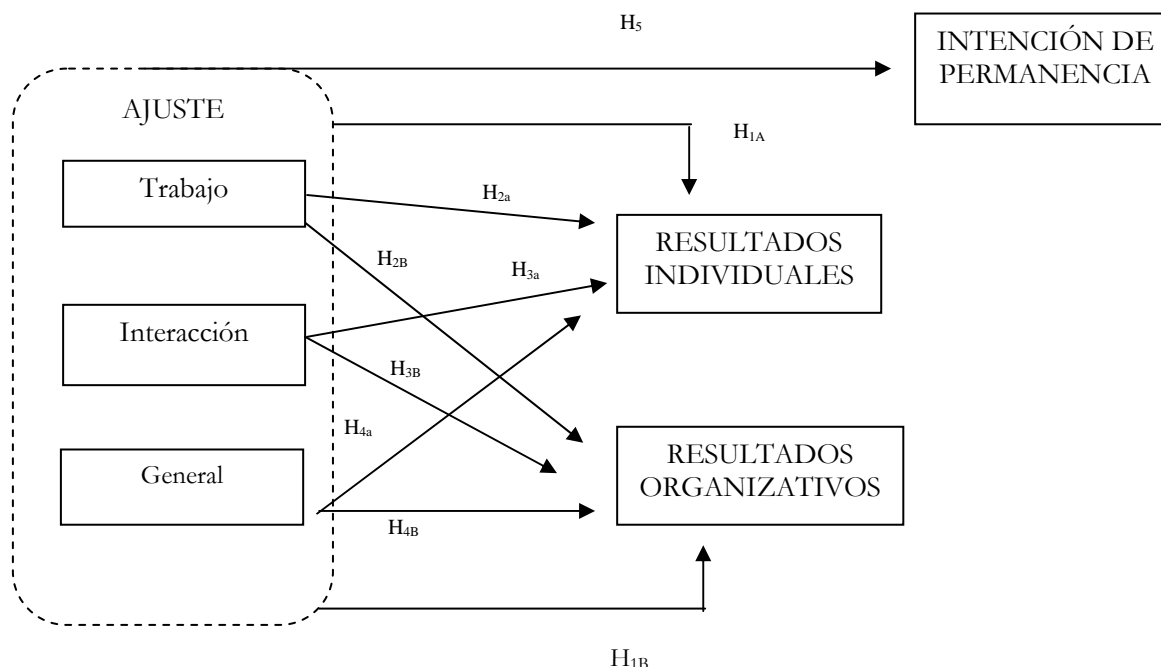 H5
INTENCIÓN DE
PERMANENCIA
AJUSTE
H1A
Trabajo
H2a
RESULTADOS
INDIVIDUALES
H2B
H3a
Interacción
H3B
H4a
General
RESULTADOS
ORGANIZATIVOS
H4B
H1B